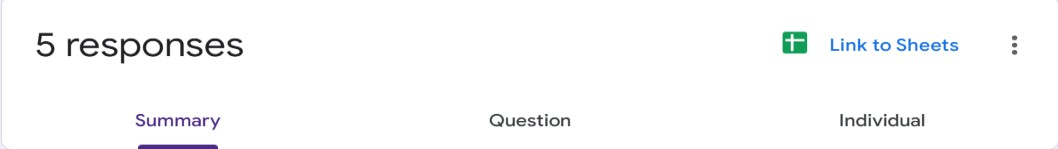 5 responses
Link to Sheets
Summary
Question
Individual